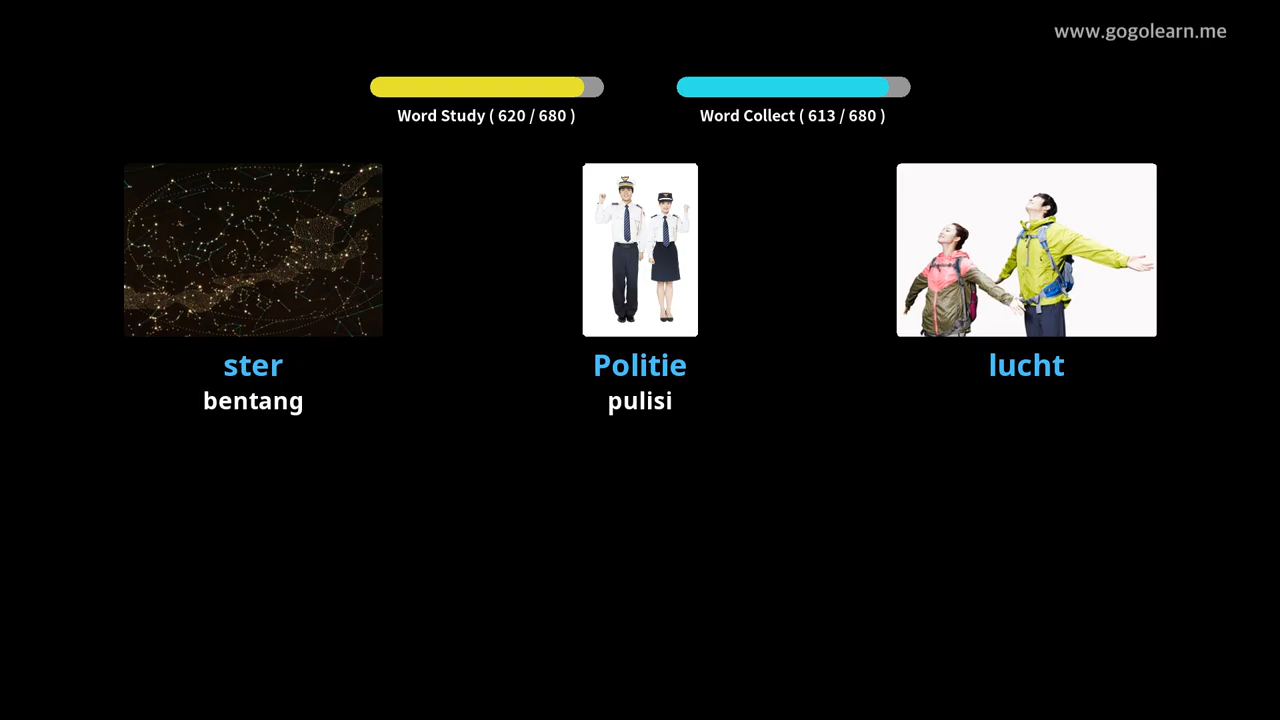 www.gogolearn.me
Word Study ( 620 / 680 )
Word Collect ( 613 / 680 )
ster
Politie
lucht
bentang
pulisi